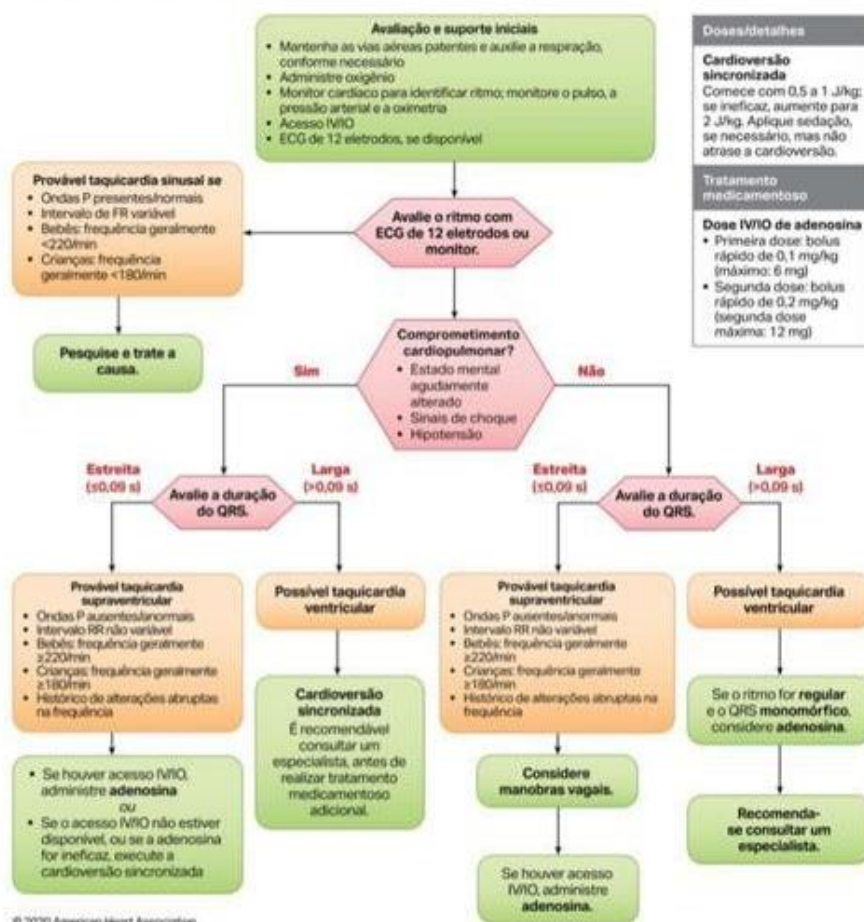 Avaliação e suporte iniciais
• Mantenha as vias aéreas patentes e auxilie a respiração,
conforme necessário
• Administre oxigênio
• Monitor cardíaco para identificar ritmo; monitore o pulso, a
pressão arterial e a oximetria
• Acesso IV/IO
• ECG de 12 eletrodos, se disponível
Doses/detalhes
Cardioversão
sincronizada
Comece com 0,5 a 1 J/kg;
se ineficaz, aumente para
2 J/kg. Aplique sedação,
se necessário, mas não
atrase a cardioversão.
Tratamento
medicamentoso
Dose IV/IO de adenosina
• Primeira dose: bolus
rápido de 0,1 mg/kg
(máximo: 6 mg)
• Segunda dose: bolus
rápido de 0,2 mg/kg
(segunda dose
máxima: 12 mg)
Provável taquicardia sinusal se
• Ondas P presentes/normais
• Intervalo de FR variável
• Bebês: frequência geralmente
<220/min
• Crianças: frequência
geralmente <180/min
Avalie o ritmo com
ECG de 12 eletrodos ou
monitor.
Pesquise e trate a
causa.
Comprometimento
cardiopulmonar?
• Estado mental
agudamente
alterado
• Sinais de choque
• Hipotensão
Sim
Não
Estreita
(≤0,09 s)
Avalie a duração
do QRS.
Larga
(>0,09 s)
Estreita
(≤0,09 s)
Avalie a duração
do QRS.
Larga
(>0,09 s)
Provável taquicardia
supraventricular
• Ondas P ausentes/anormais
• Intervalo RR não variável
• Bebês: frequência geralmente
≥220/min
• Crianças: frequência geralmente
≥180/min
• Histórico de alterações abruptas
na frequência
Possível taquicardia
ventricular
Provável taquicardia
supraventricular
• Ondas P ausentes/anormais
• Intervalo RR não variável
• Bebês: frequência geralmente
≥220/min
• Crianças: frequência geralmente
≥180/min
• Histórico de alterações abruptas na
frequência
Possível taquicardia
ventricular
• Se houver acesso IV/IO,
administre adenosina
ou
• Se o acesso IV/IO não estiver
disponível, ou se a adenosina
for ineficaz, execute a
cardioversão sincronizada
Cardioversão
sincronizada
É recomendável
consultar um
especialista, antes de
realizar tratamento
medicamentoso
adicional.
Considere
manobras vagais.
Se houver acesso
IV/IO, administre
adenosina.
Se o ritmo for regular
e o QRS monomórfico,
considere adenosina.
Recomenda-
se consultar um
especialista.
© 2020 American Heart Association